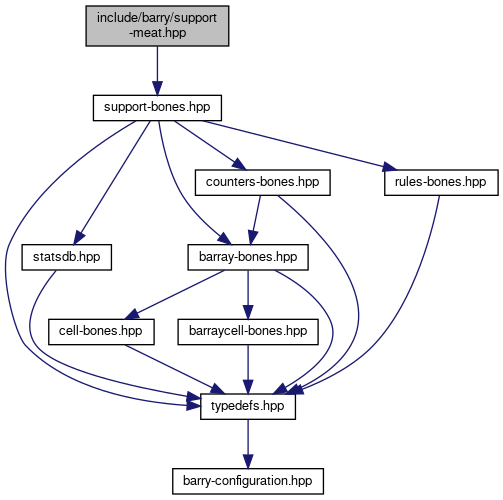 include/barry/support
-meat.hpp
support-bones.hpp
counters-bones.hpp
rules-bones.hpp
statsdb.hpp
barray-bones.hpp
cell-bones.hpp
barraycell-bones.hpp
typedefs.hpp
barry-configuration.hpp